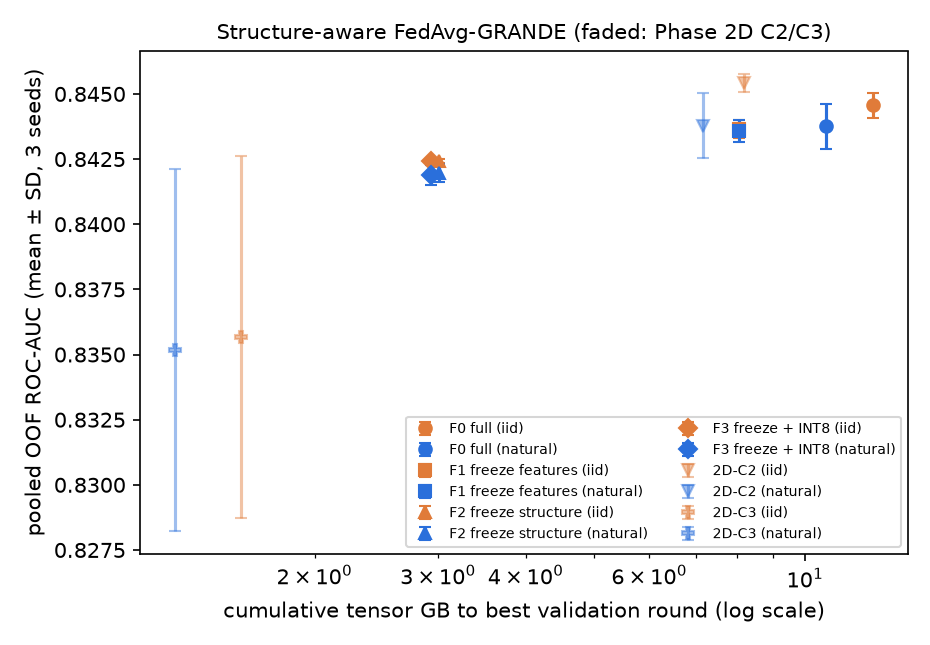 Structure-aware FedAvg-GRANDE (faded: Phase 2D C2/C3)
pooled OOF ROC-AUC (mean ± SD, 3 seeds)
0.8450
0.8425
0.8400
0.8375
0.8350
0.8325
0.8300
0.8275
F0 full (iid)
F0 full (natural)
F1 freeze features (iid)
F1 freeze features (natural)
F2 freeze structure (iid)
F2 freeze structure (natural)
F3 freeze + INT8 (iid)
F3 freeze + INT8 (natural)
2D-C2 (iid)
2D-C2 (natural)
2D-C3 (iid)
2D-C3 (natural)
2 × 10⁰ 3 × 10⁰ 4 × 10⁰ 6 × 10⁰ 10¹
cumulative tensor GB to best validation round (log scale)